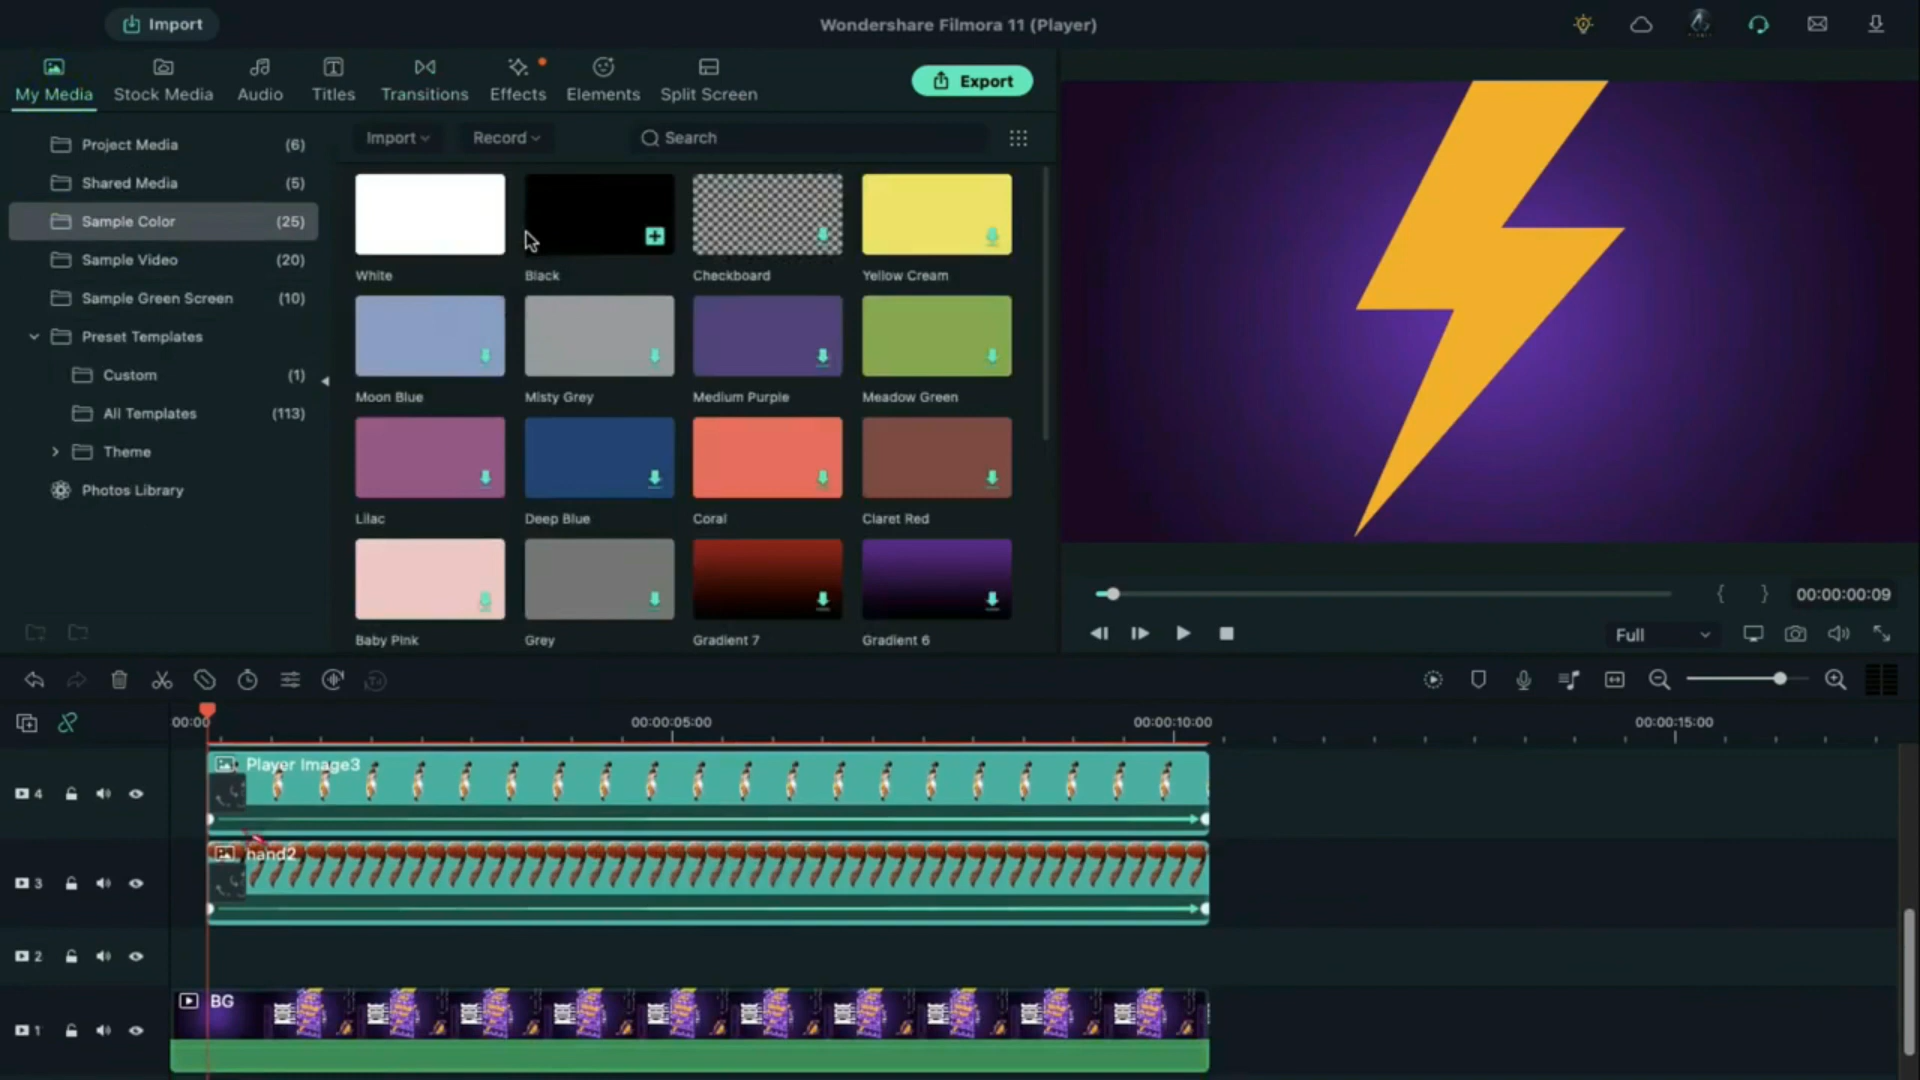 Import
Wondershare Filmora 11 (Player)
My Media
Stock Media
Audio
Titles
Transitions
Effects
Elements
Split Screen
Export
Project Media (6)
Shared Media (5)
Sample Color (25)
Sample Video (20)
Sample Green Screen (10)
Preset Templates
Custom (1)
All Templates (113)
Theme
Photos Library
Import
Record
Search
White
Black
Checkboard
Yellow Cream
Moon Blue
Misty Grey
Medium Purple
Meadow Green
Lilac
Deep Blue
Coral
Claret Red
Baby Pink
Grey
Gradient 7
Gradient 6
{ } 00:00:00:09
Full
00:00
00:00:05:00
00:00:10:00
00:00:15:00
4
Player Image3
3
hand2
2
1
BG